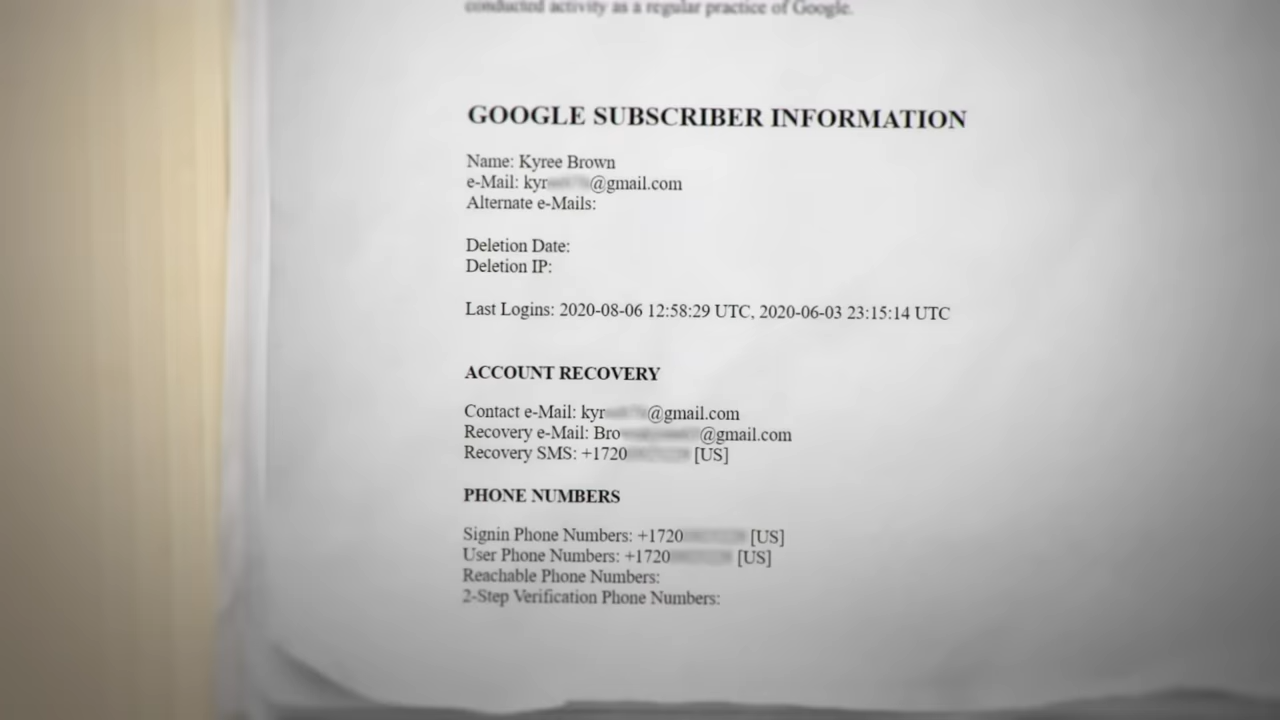 conducted activity as a regular practice of Google.
GOOGLE SUBSCRIBER INFORMATION
Name: Kyree Brown
e-Mail: kyr @gmail.com
Alternate e-Mails:
Deletion Date:
Deletion IP:
Last Logins: 2020-08-06 12:58:29 UTC, 2020-06-03 23:15:14 UTC
ACCOUNT RECOVERY
Contact e-Mail: kyr @gmail.com
Recovery e-Mail: Bro @gmail.com
Recovery SMS: +1720 [US]
PHONE NUMBERS
Signin Phone Numbers: +1720 [US]
User Phone Numbers: +1720 [US]
Reachable Phone Numbers:
2-Step Verification Phone Numbers: